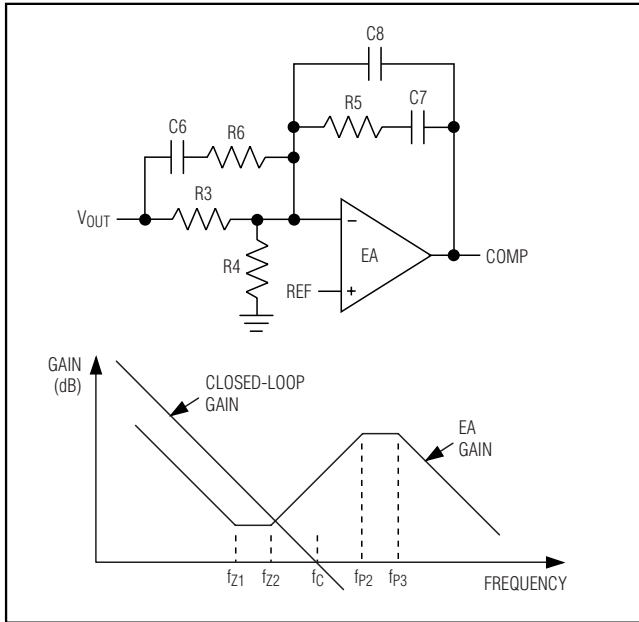 C8
R5
C7
C6
R6
R3
VOUT
R4
EA
REF
COMP
−
+
GAIN
(dB)
CLOSED-LOOP
GAIN
EA
GAIN
fZ1 fZ2 fC fP2 fP3
FREQUENCY